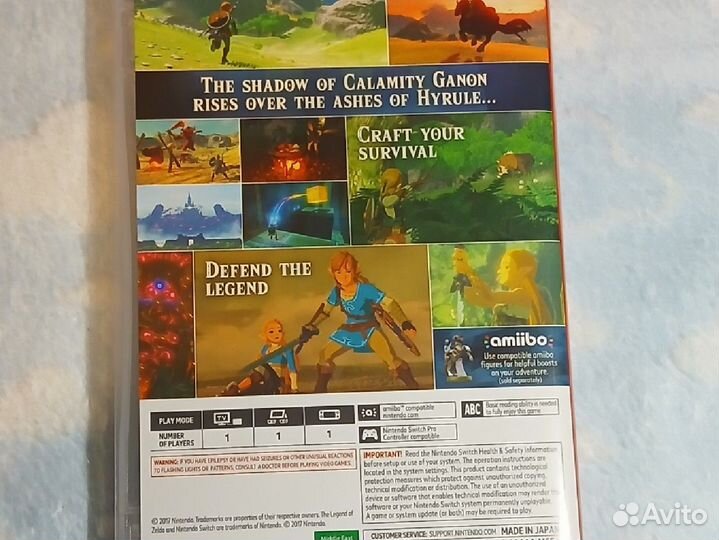 THE SHADOW OF CALAMITY GANON
RISES OVER THE ASHES OF HYRULE...
CRAFT YOUR
SURVIVAL
DEFEND THE
LEGEND
amiibo
Use compatible amiibo
figures for helpful boosts
on your adventure.
(sold separately)
PLAY MODE
TV
NUMBER
OF PLAYERS
1
1
1
amiibo™ compatible
nintendo.com
ABC
Basic reading ability is needed
to fully enjoy this game.
Nintendo Switch Pro
Controller compatible
WARNING: IF YOU HAVE EPILEPSY OR HAVE HAD SEIZURES OR OTHER UNUSUAL REACTIONS
TO FLASHING LIGHTS OR PATTERNS, CONSULT A DOCTOR BEFORE PLAYING VIDEO GAMES.
IMPORTANT! Read the Nintendo Switch Health & Safety Information
before setup or use of your system. The operation instructions are
located in the system settings. This product contains technological
protection measures which protect against unauthorized copying,
technical modification or distribution. The use of an unauthorized
device or software that enables technical modification may render this
or your Nintendo Switch system permanently unplayable.
A game or system update (or both) may be required to play.
© 2017 Nintendo. Trademarks are properties of their respective owners. The Legend of
Zelda and Nintendo Switch are trademarks of Nintendo. © 2017 Nintendo.
Middle East
CUSTOMER SERVICE: SUPPORT.NINTENDO.COM
MADE IN JAPAN
Avito